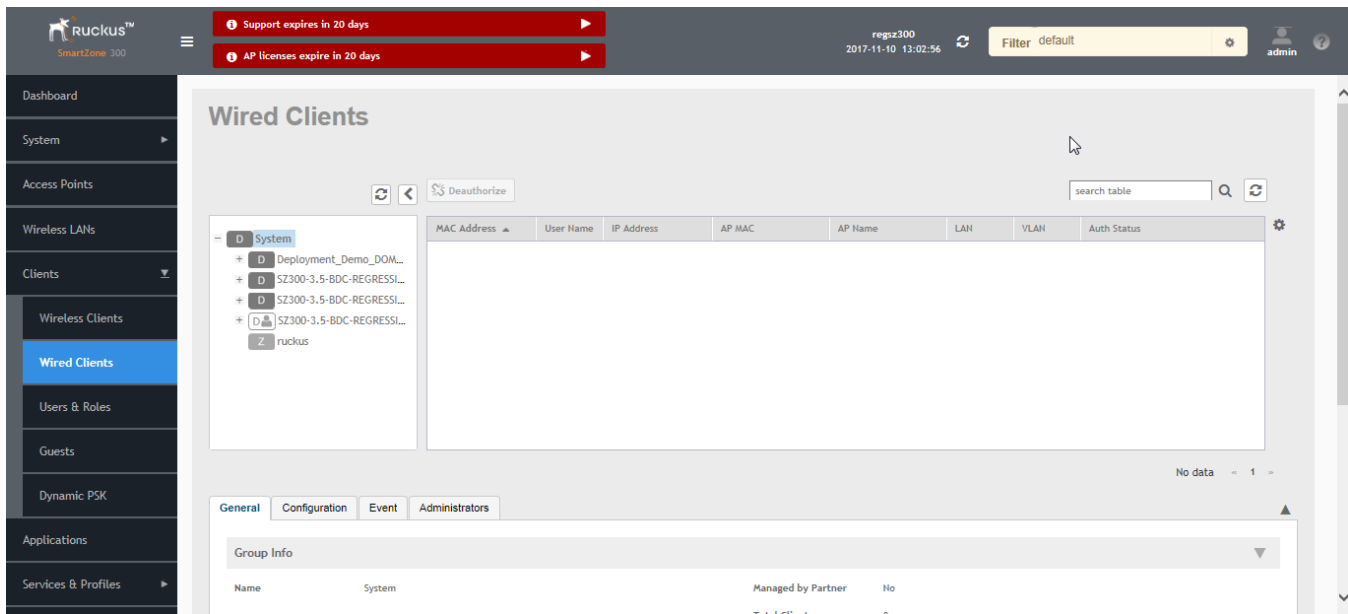 Ruckus™
SmartZone 300
Support expires in 20 days
AP licenses expire in 20 days
regsz300
2017-11-10 13:02:56
Filter default
admin
Dashboard
System
Access Points
Wireless LANs
Clients
Wireless Clients
Wired Clients
Users & Roles
Guests
Dynamic PSK
Applications
Services & Profiles
Wired Clients
Deauthorize
search table
D System
D Deployment_Demo_DOM...
D SZ300-3.5-BDC-REGRESSI...
D SZ300-3.5-BDC-REGRESSI...
D SZ300-3.5-BDC-REGRESSI...
Z ruckus
MAC Address User Name IP Address AP MAC AP Name LAN VLAN Auth Status
No data « 1 »
General Configuration Event Administrators
Group Info
Name System Managed by Partner No